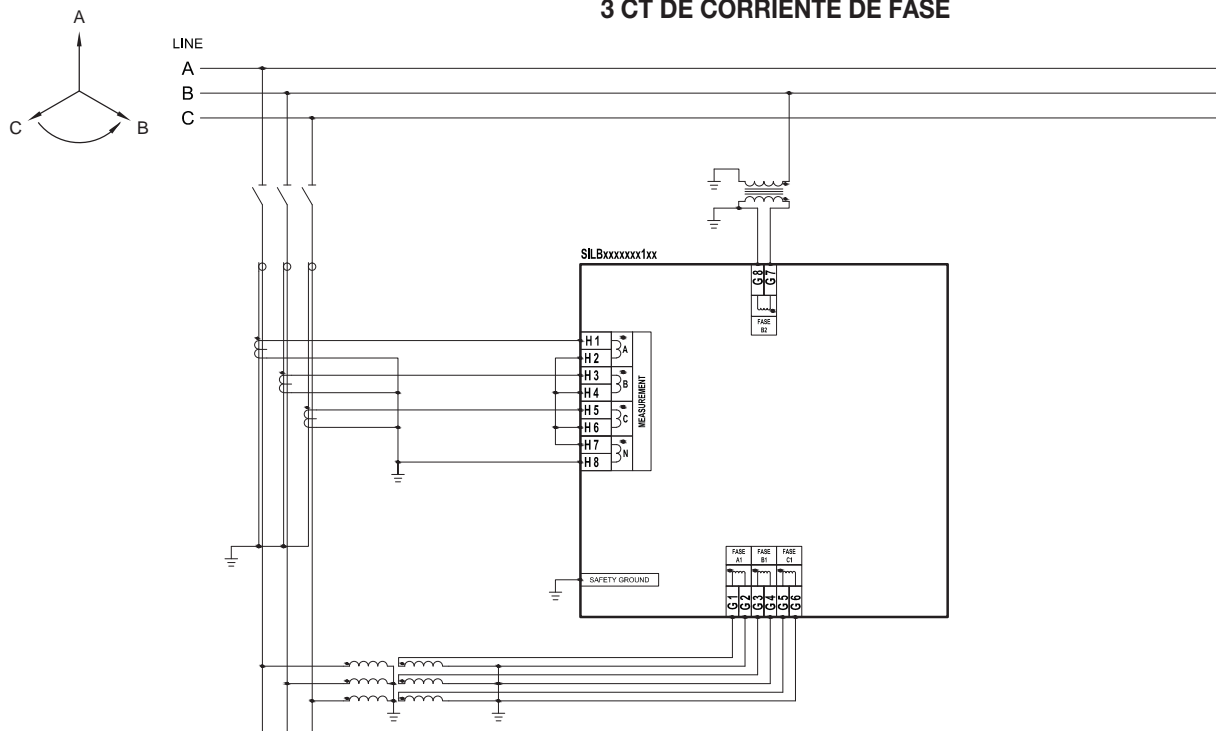 3 CT DE CORRIENTE DE FASE
A
C
B
LINE
A
B
C
SILBxxxxxxx1xx
G8
G7
FASE
B2
H1
H2
H3
H4
H5
H6
H7
H8
A
B
C
N
MEASUREMENT
SAFETY GROUND
FASE
A1
FASE
B1
FASE
C1
G1
G2
G3
G4
G5
G6